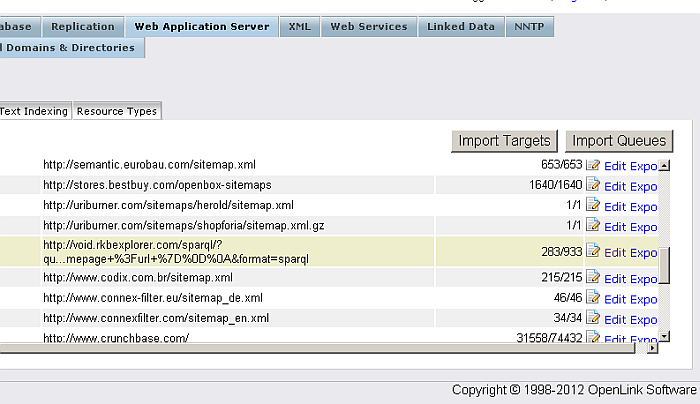 abase Replication Web Application Server XML Web Services Linked Data NNTP
l Domains & Directories
Text Indexing Resource Types
Import Targets Import Queues
http://semantic.eurobau.com/sitemap.xml 653/653 Edit Expo
http://stores.bestbuy.com/openbox-sitemaps 1640/1640 Edit Expo
http://uriburner.com/sitemaps/herold/sitemap.xml 1/1 Edit Expo
http://uriburner.com/sitemaps/shopforia/sitemap.xml.gz 1/1 Edit Expo
http://void.rkbexplorer.com/sparql/?
qu...mepage+%3Furl+%7D%0D%0A&format=sparql 283/933 Edit Expo
http://www.codix.com.br/sitemap.xml 215/215 Edit Expo
http://www.connex-filter.eu/sitemap_de.xml 46/46 Edit Expo
http://www.connexfilter.com/sitemap_en.xml 34/34 Edit Expo
http://www.crunchbase.com/ 31558/74432 Edit Expo
Copyright © 1998-2012 OpenLink Software